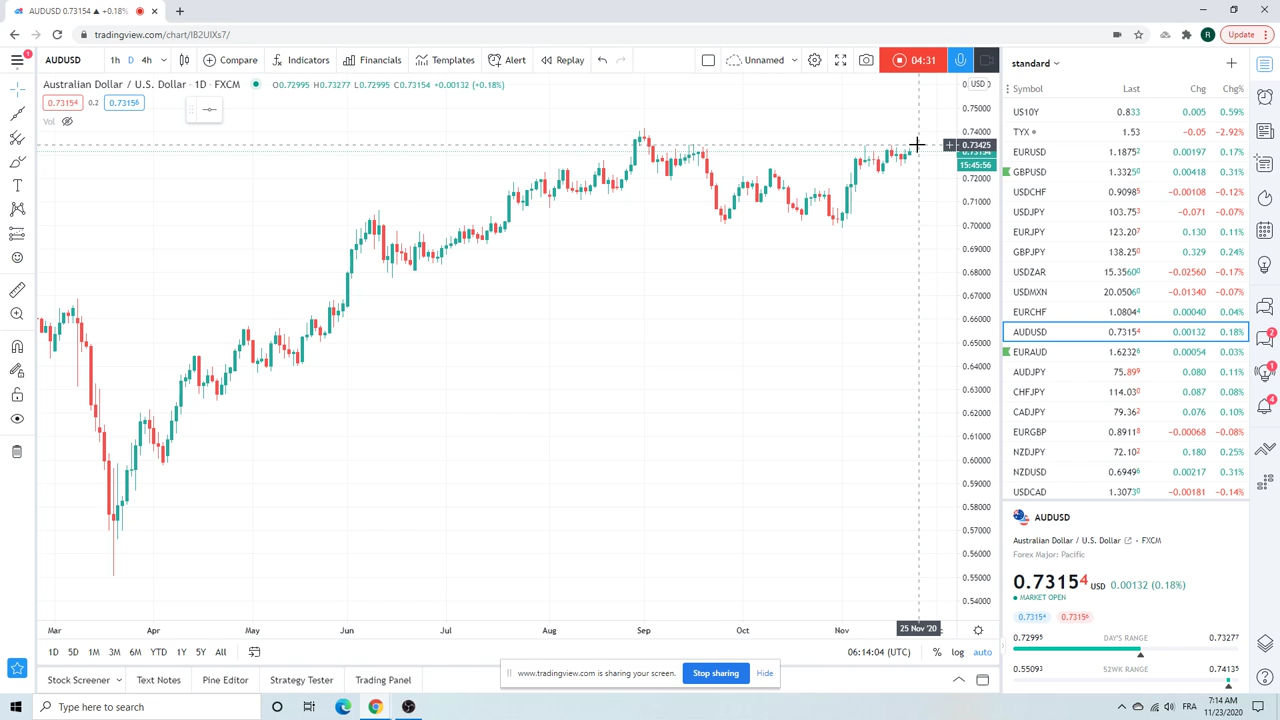 AUDUSD 0.73154 ▲ +0.18%
tradingview.com/chart/IB2UIXs7/
R
Update
1
AUDUSD
1h D 4h
Compare
Indicators
Financials
Templates
Alert
Replay
Unnamed
04:31
Australian Dollar / U.S. Dollar · 1D · FXCM
2995 H0.73277 L0.72995 C0.73154 +0.00132 (+0.18%)
0.73154 0.2 0.73156
Vol
USD
0.75000
0.74000
0.73425
0.73154
15:45:56
0.72000
0.71000
0.70000
0.69000
0.68000
0.67000
0.66000
0.65000
0.64000
0.63000
0.62000
0.61000
0.60000
0.59000
0.58000
0.57000
0.56000
0.55000
0.54000
Mar Apr May Jun Jul Aug Sep Oct Nov 25 Nov '20
1D 5D 1M 3M 6M YTD 1Y 5Y All
06:14:04 (UTC) % log auto
Stock Screener Text Notes Pine Editor Strategy Tester Trading Panel
www.tradingview.com is sharing your screen. Stop sharing Hide
standard
Symbol Last Chg Chg%
US10Y 0.833 0.005 0.59%
TYX 1.53 −0.05 −2.92%
EURUSD 1.18752 0.00197 0.17%
GBPUSD 1.33250 0.00418 0.31%
USDCHF 0.90985 −0.00108 −0.12%
USDJPY 103.753 −0.071 −0.07%
EURJPY 123.207 0.130 0.11%
GBPJPY 138.250 0.329 0.24%
USDZAR 15.35600 −0.02560 −0.17%
USDMXN 20.05060 −0.01340 −0.07%
EURCHF 1.08044 0.00040 0.04%
AUDUSD 0.73154 0.00132 0.18%
EURAUD 1.62326 0.00054 0.03%
AUDJPY 75.899 0.080 0.11%
CHFJPY 114.030 0.087 0.08%
CADJPY 79.362 0.076 0.10%
EURGBP 0.89118 −0.00068 −0.08%
NZDJPY 72.102 0.180 0.25%
NZDUSD 0.69496 0.00217 0.31%
USDCAD 1.30730 −0.00181 −0.14%
AUDUSD
Australian Dollar / U.S. Dollar · FXCM
Forex Major: Pacific
0.73154 USD 0.00132 (0.18%)
MARKET OPEN
0.73154 0.73156
0.72995 DAY'S RANGE 0.73277
0.55093 52WK RANGE 0.74135
2
1
4
Type here to search
FRA
7:14 AM
11/23/2020